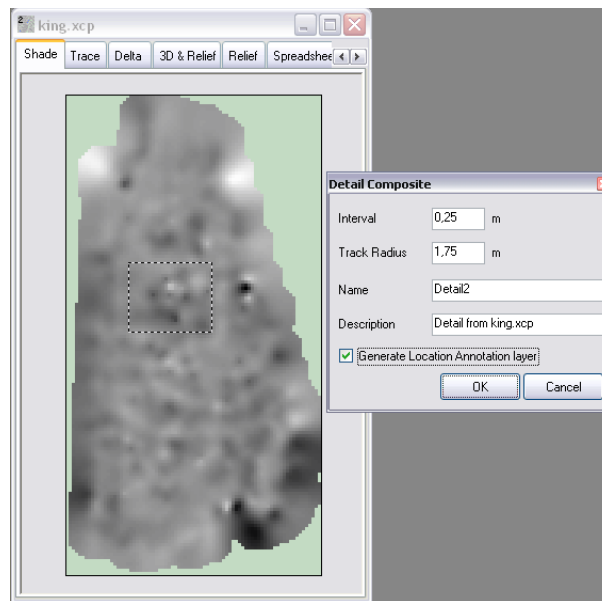 king.xcp
Shade Trace Delta 3D & Relief Relief Spreadshee
Detail Composite
Interval 0,25 m
Track Radius 1,75 m
Name Detail2
Description Detail from king.xcp
Generate Location Annotation layer
OK Cancel